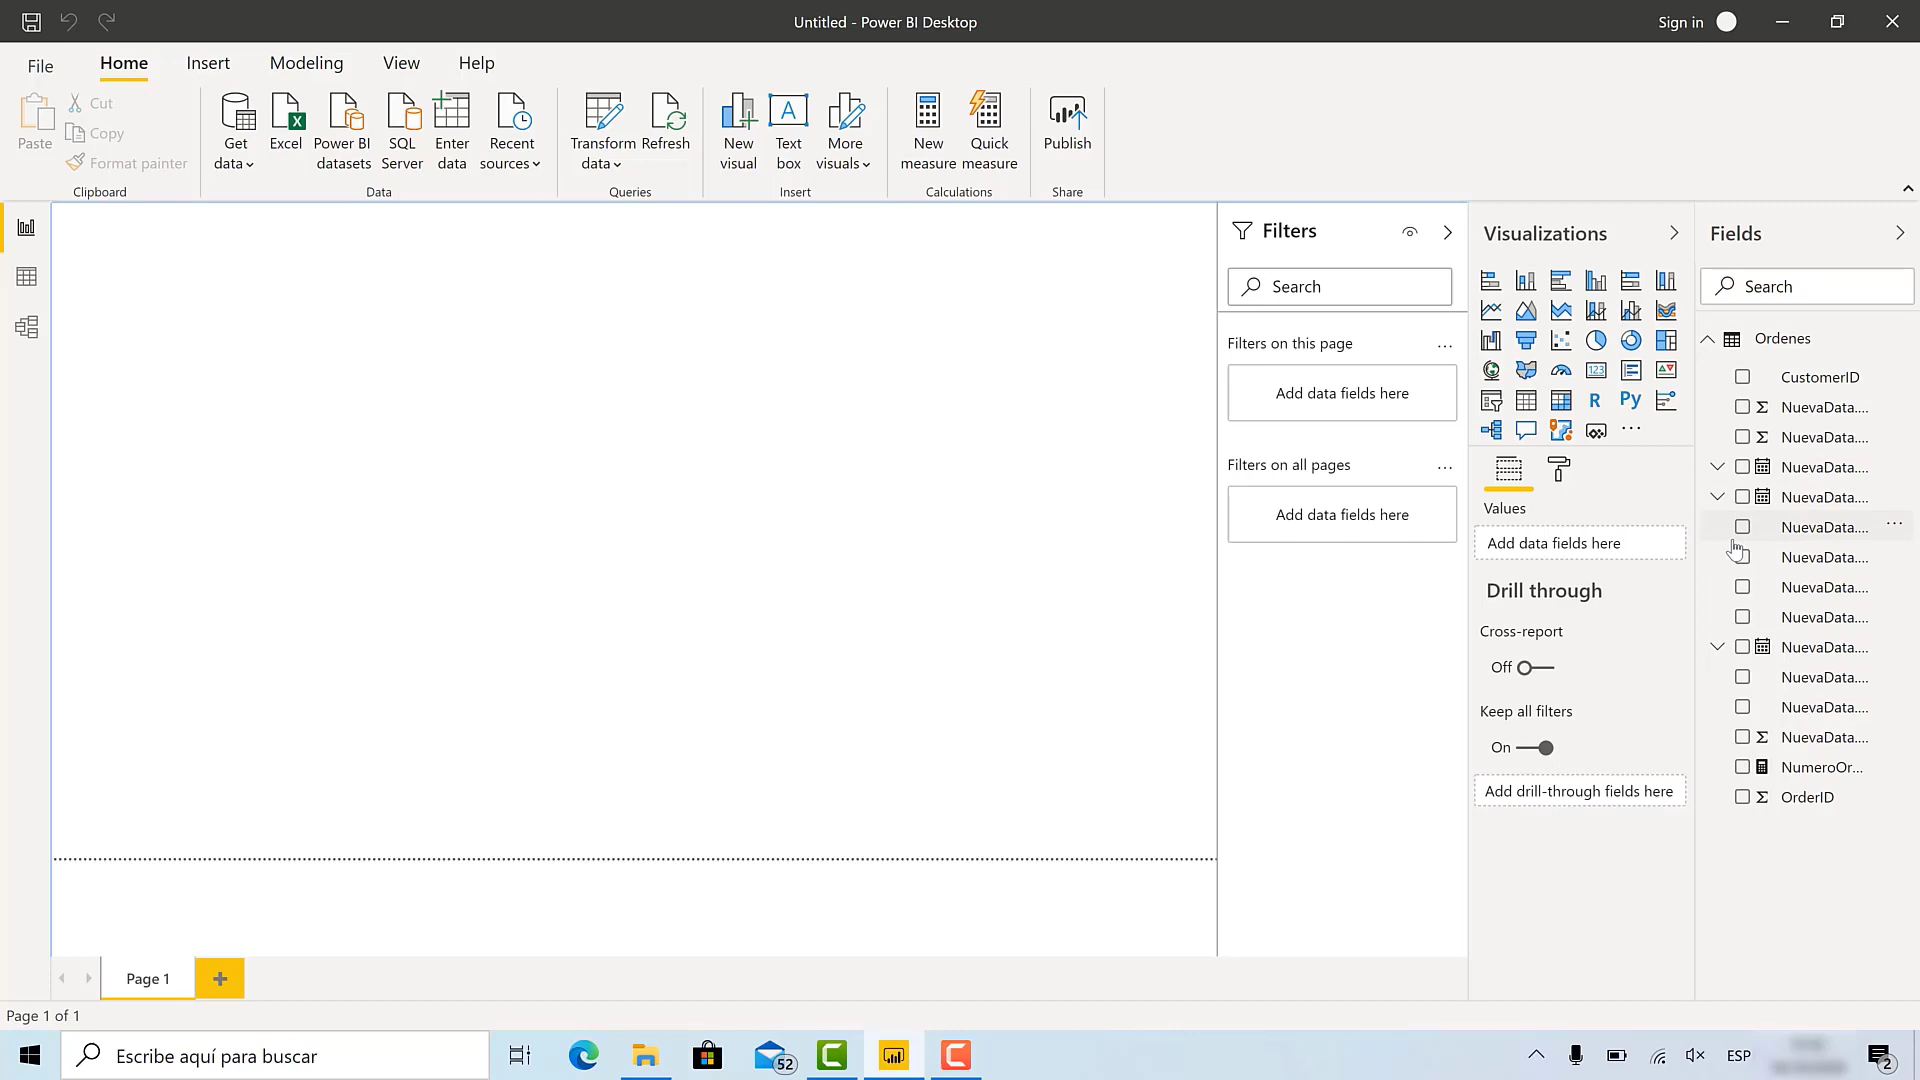 Untitled - Power BI Desktop
Sign in
File
Home
Insert
Modeling
View
Help
Paste
Cut
Copy
Format painter
Clipboard
Get data
Excel
Power BI datasets
SQL Server
Enter data
Recent sources
Data
Transform data
Refresh
Queries
New visual
Text box
More visuals
Insert
New measure
Quick measure
Calculations
Publish
Share
Filters
Search
Filters on this page
...
Add data fields here
Filters on all pages
...
Add data fields here
Visualizations
123
R
Py
...
Values
Add data fields here
Drill through
Cross-report
Off
Keep all filters
On
Add drill-through fields here
Fields
Search
Ordenes
CustomerID
Σ NuevaData....
Σ NuevaData....
NuevaData....
NuevaData....
NuevaData.... ...
NuevaData....
NuevaData....
NuevaData....
NuevaData....
NuevaData....
NuevaData....
Σ NuevaData....
NumeroOr...
Σ OrderID
Page 1
Page 1 of 1
Escribe aquí para buscar
52
ESP
2